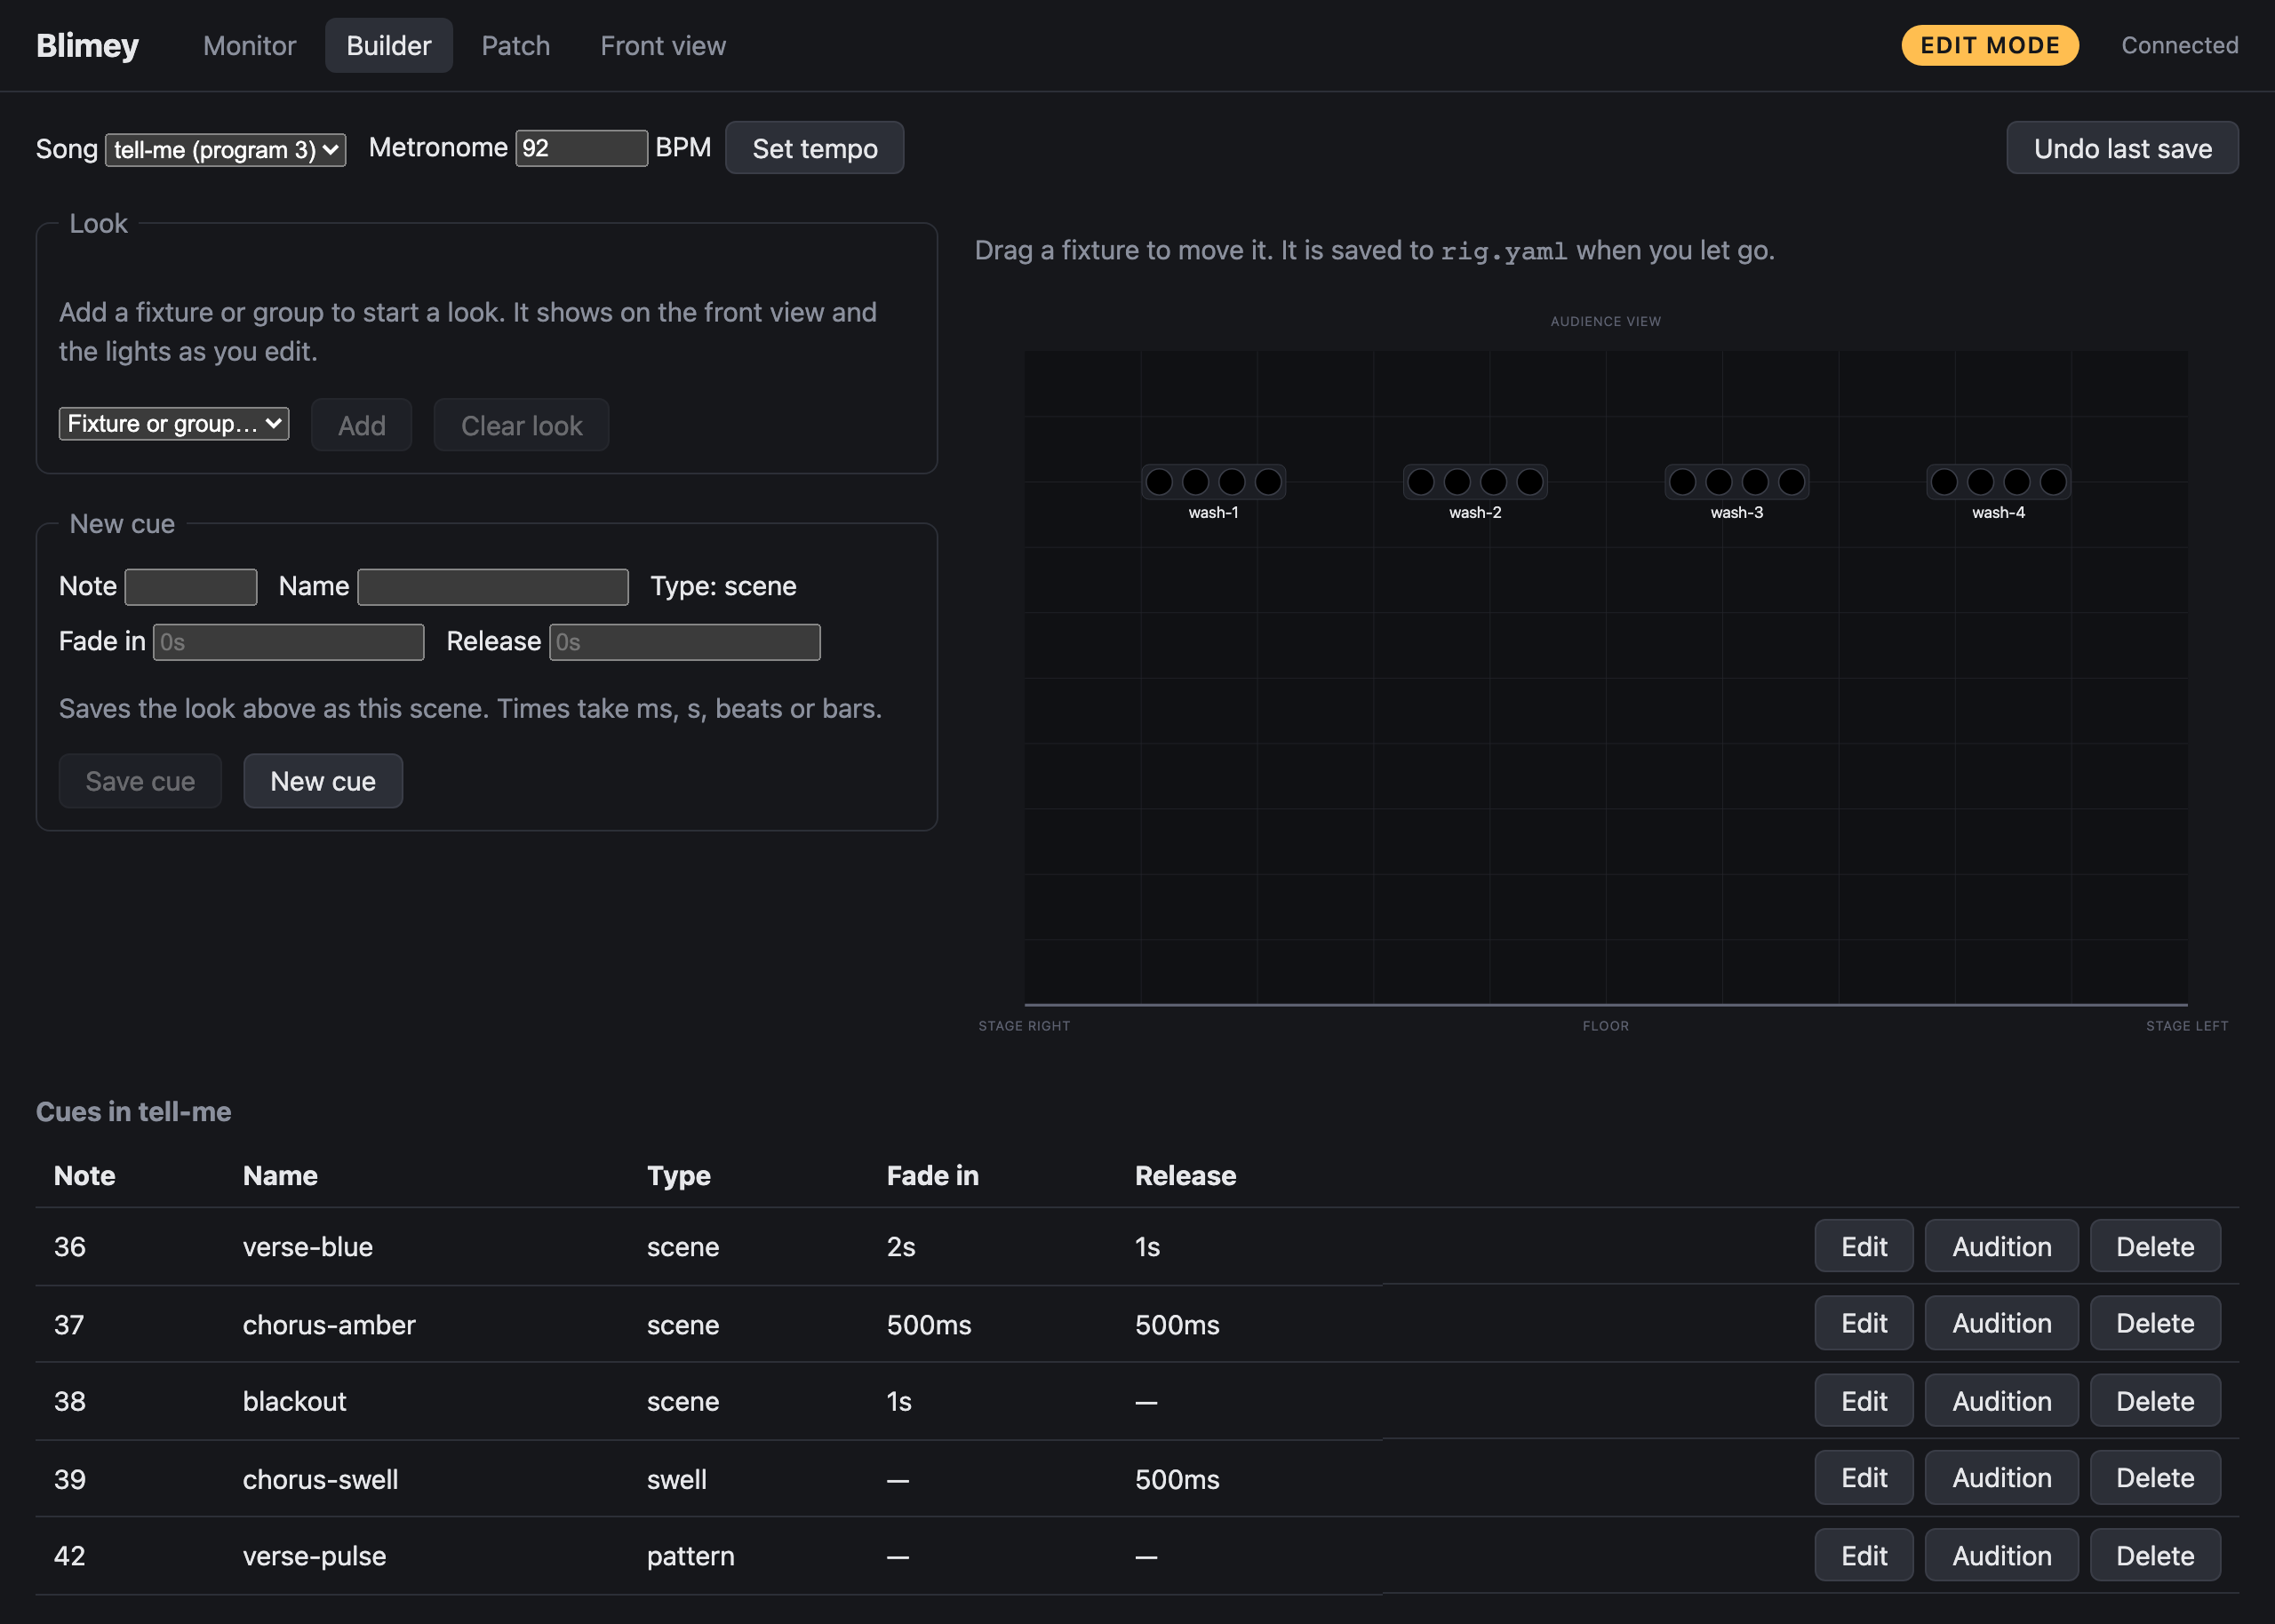 Blimey Monitor Builder Patch Front view EDIT MODE Connected
Song tell-me (program 3) Metronome 92 BPM Set tempo Undo last save
Look
Add a fixture or group to start a look. It shows on the front view and
the lights as you edit.
Fixture or group... Add Clear look
New cue
Note Name Type: scene
Fade in 0s Release 0s
Saves the look above as this scene. Times take ms, s, beats or bars.
Save cue New cue
Drag a fixture to move it. It is saved to rig.yaml when you let go.
AUDIENCE VIEW
wash-1 wash-2 wash-3 wash-4
STAGE RIGHT FLOOR STAGE LEFT
Cues in tell-me
Note Name Type Fade in Release
36 verse-blue scene 2s 1s Edit Audition Delete
37 chorus-amber scene 500ms 500ms Edit Audition Delete
38 blackout scene 1s — Edit Audition Delete
39 chorus-swell swell — 500ms Edit Audition Delete
42 verse-pulse pattern — — Edit Audition Delete